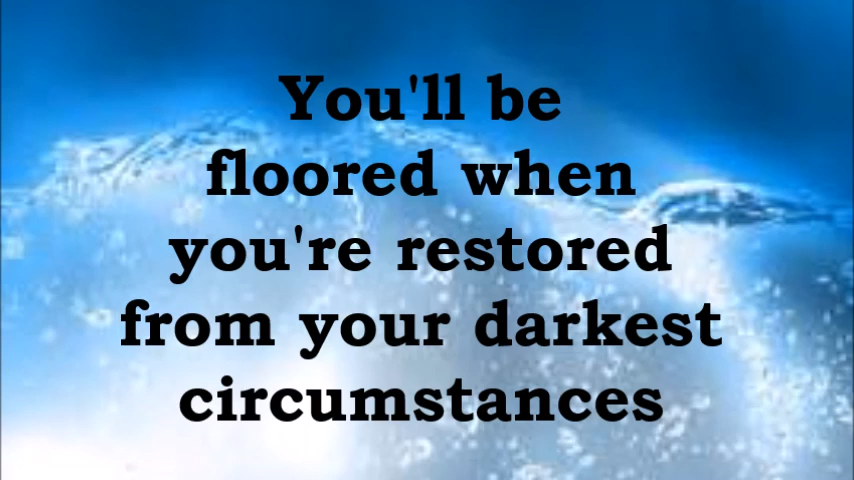 You'll be
floored when
you're restored
from your darkest
circumstances